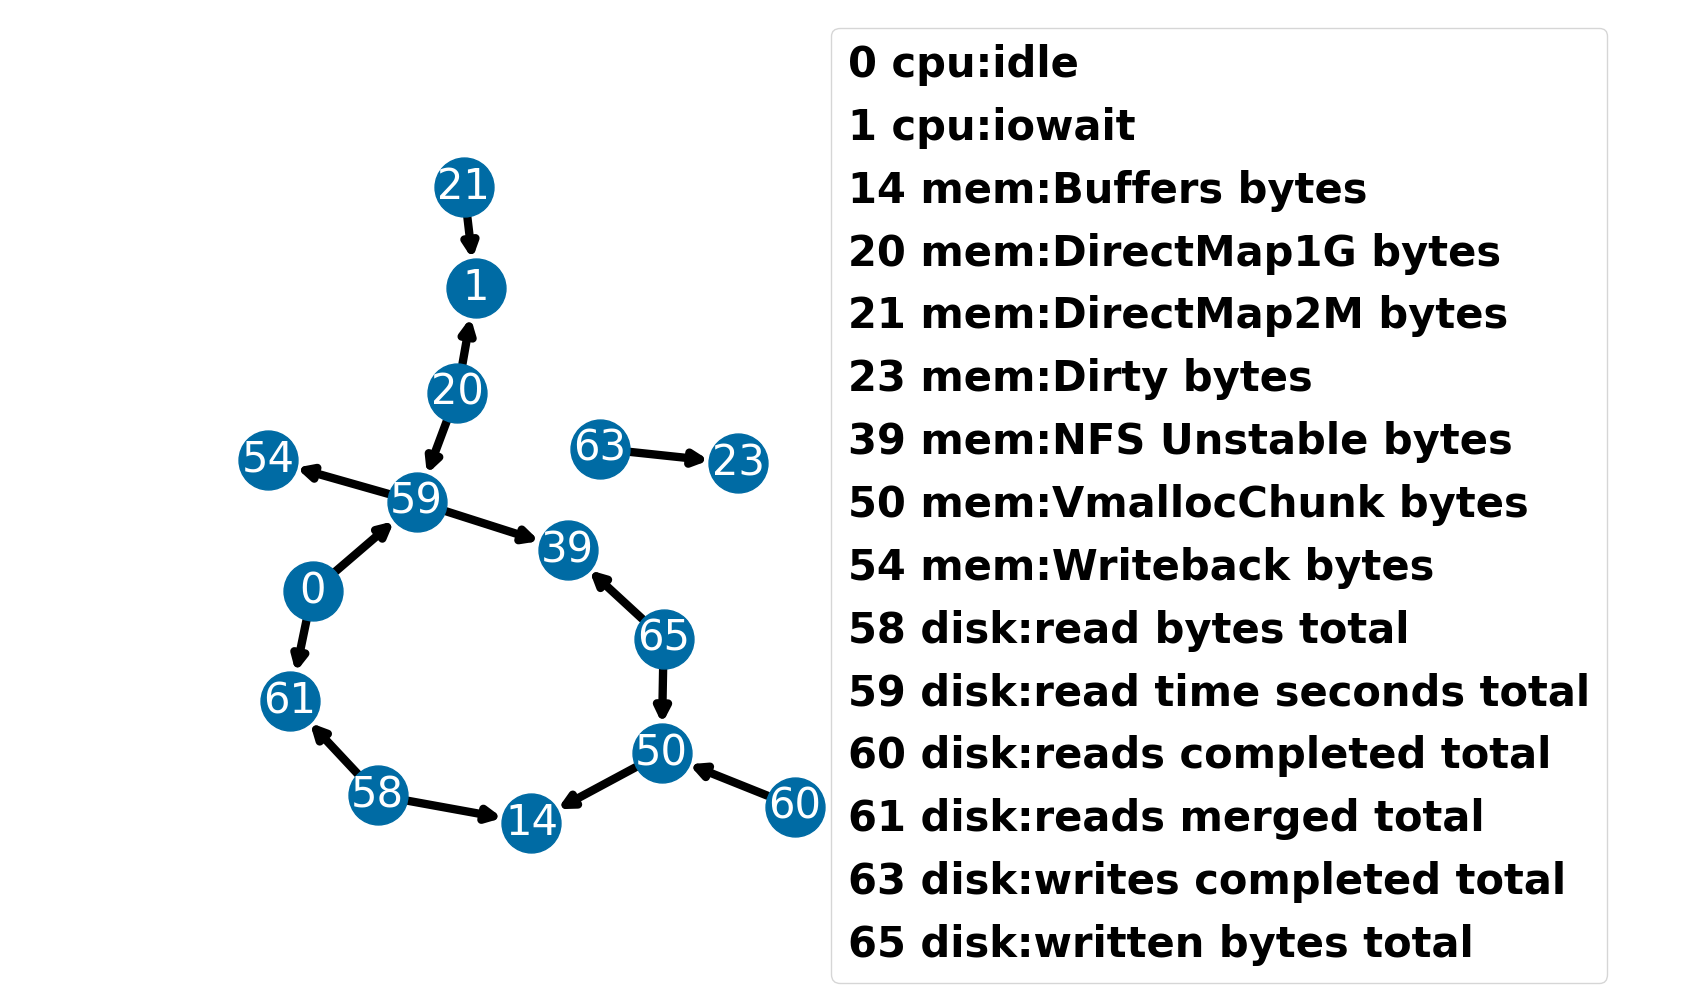 21
1
20
54
63
23
59
39
0
65
61
50
58
14
60
0 cpu:idle
1 cpu:iowait
14 mem:Buffers bytes
20 mem:DirectMap1G bytes
21 mem:DirectMap2M bytes
23 mem:Dirty bytes
39 mem:NFS Unstable bytes
50 mem:VmallocChunk bytes
54 mem:Writeback bytes
58 disk:read bytes total
59 disk:read time seconds total
60 disk:reads completed total
61 disk:reads merged total
63 disk:writes completed total
65 disk:written bytes total